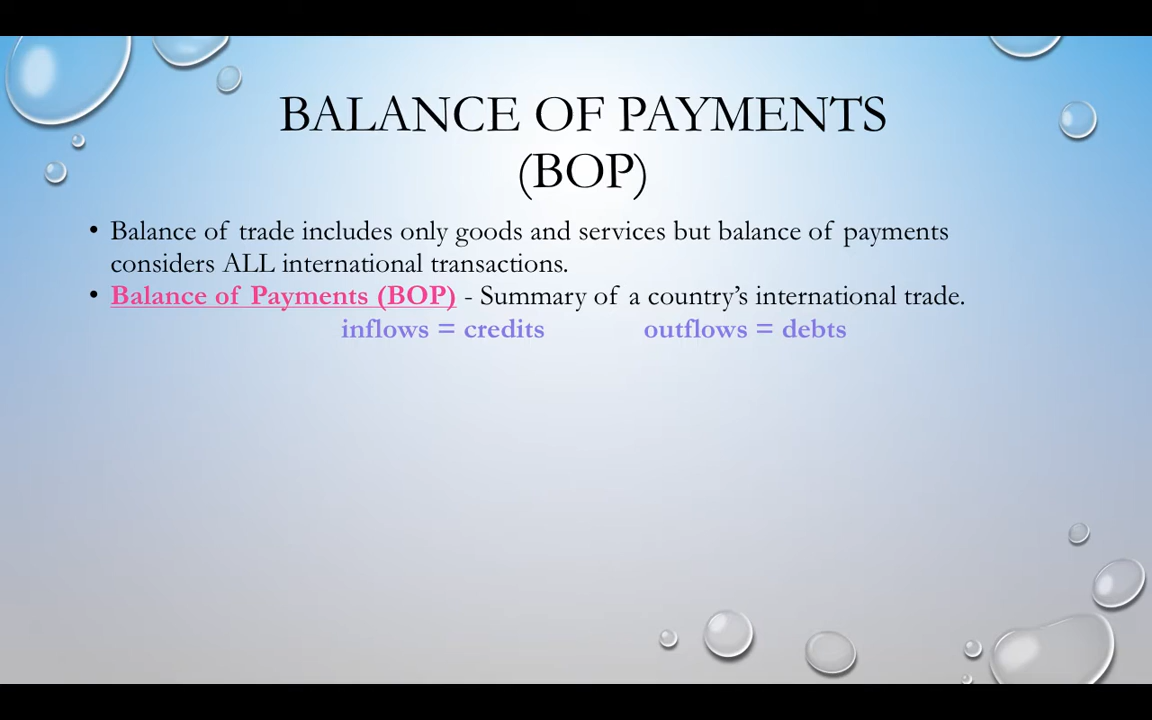 BALANCE OF PAYMENTS
(BOP)
• Balance of trade includes only goods and services but balance of payments
considers ALL international transactions.
• Balance of Payments (BOP) - Summary of a country’s international trade.
inflows = credits outflows = debts